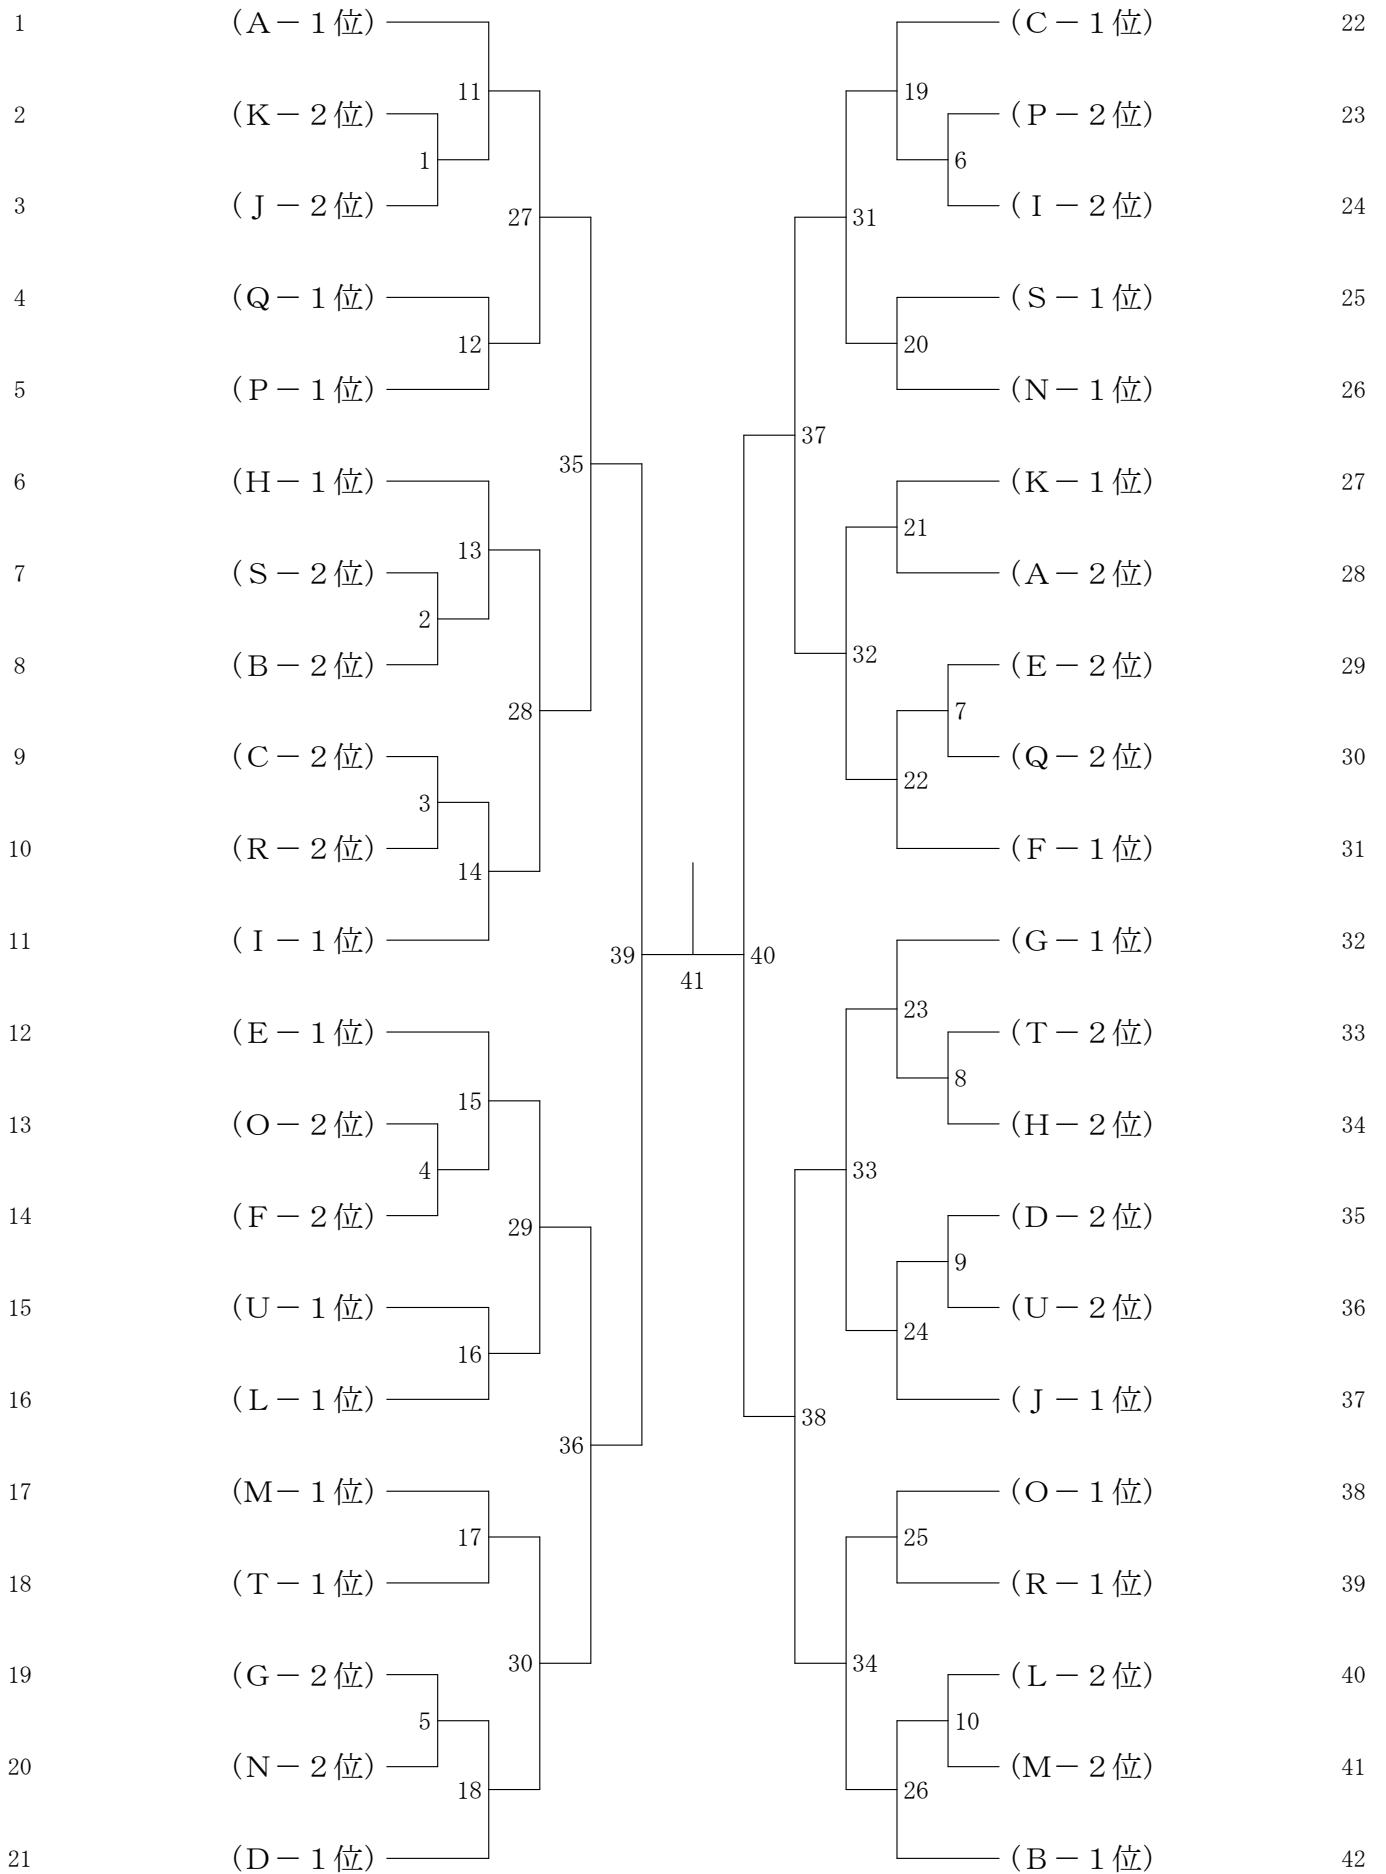 1 (A－1位) (C－1位) 22
11 19
2 (K－2位) (P－2位) 23
1 6
3 (J－2位) (I－2位) 24
27 31
4 (Q－1位) (S－1位) 25
12 20
5 (P－1位) (N－1位) 26
37
35
6 (H－1位) (K－1位) 27
21
13
7 (S－2位) (A－2位) 28
2
32
8 (B－2位) (E－2位) 29
28 7
9 (C－2位) (Q－2位) 30
22
3
10 (R－2位) (F－1位) 31
14
11 (I－1位) (G－1位) 32
39 40
41
23
12 (E－1位) (T－2位) 33
8
15
13 (O－2位) (H－2位) 34
4 33
14 (F－2位) (D－2位) 35
29
9
15 (U－1位) (U－2位) 36
24
16
16 (L－1位) (J－1位) 37
38
36
17 (M－1位) (O－1位) 38
17 25
18 (T－1位) (R－1位) 39
30 34
19 (G－2位) (L－2位) 40
5 10
20 (N－2位) (M－2位) 41
18 26
21 (D－1位) (B－1位) 42